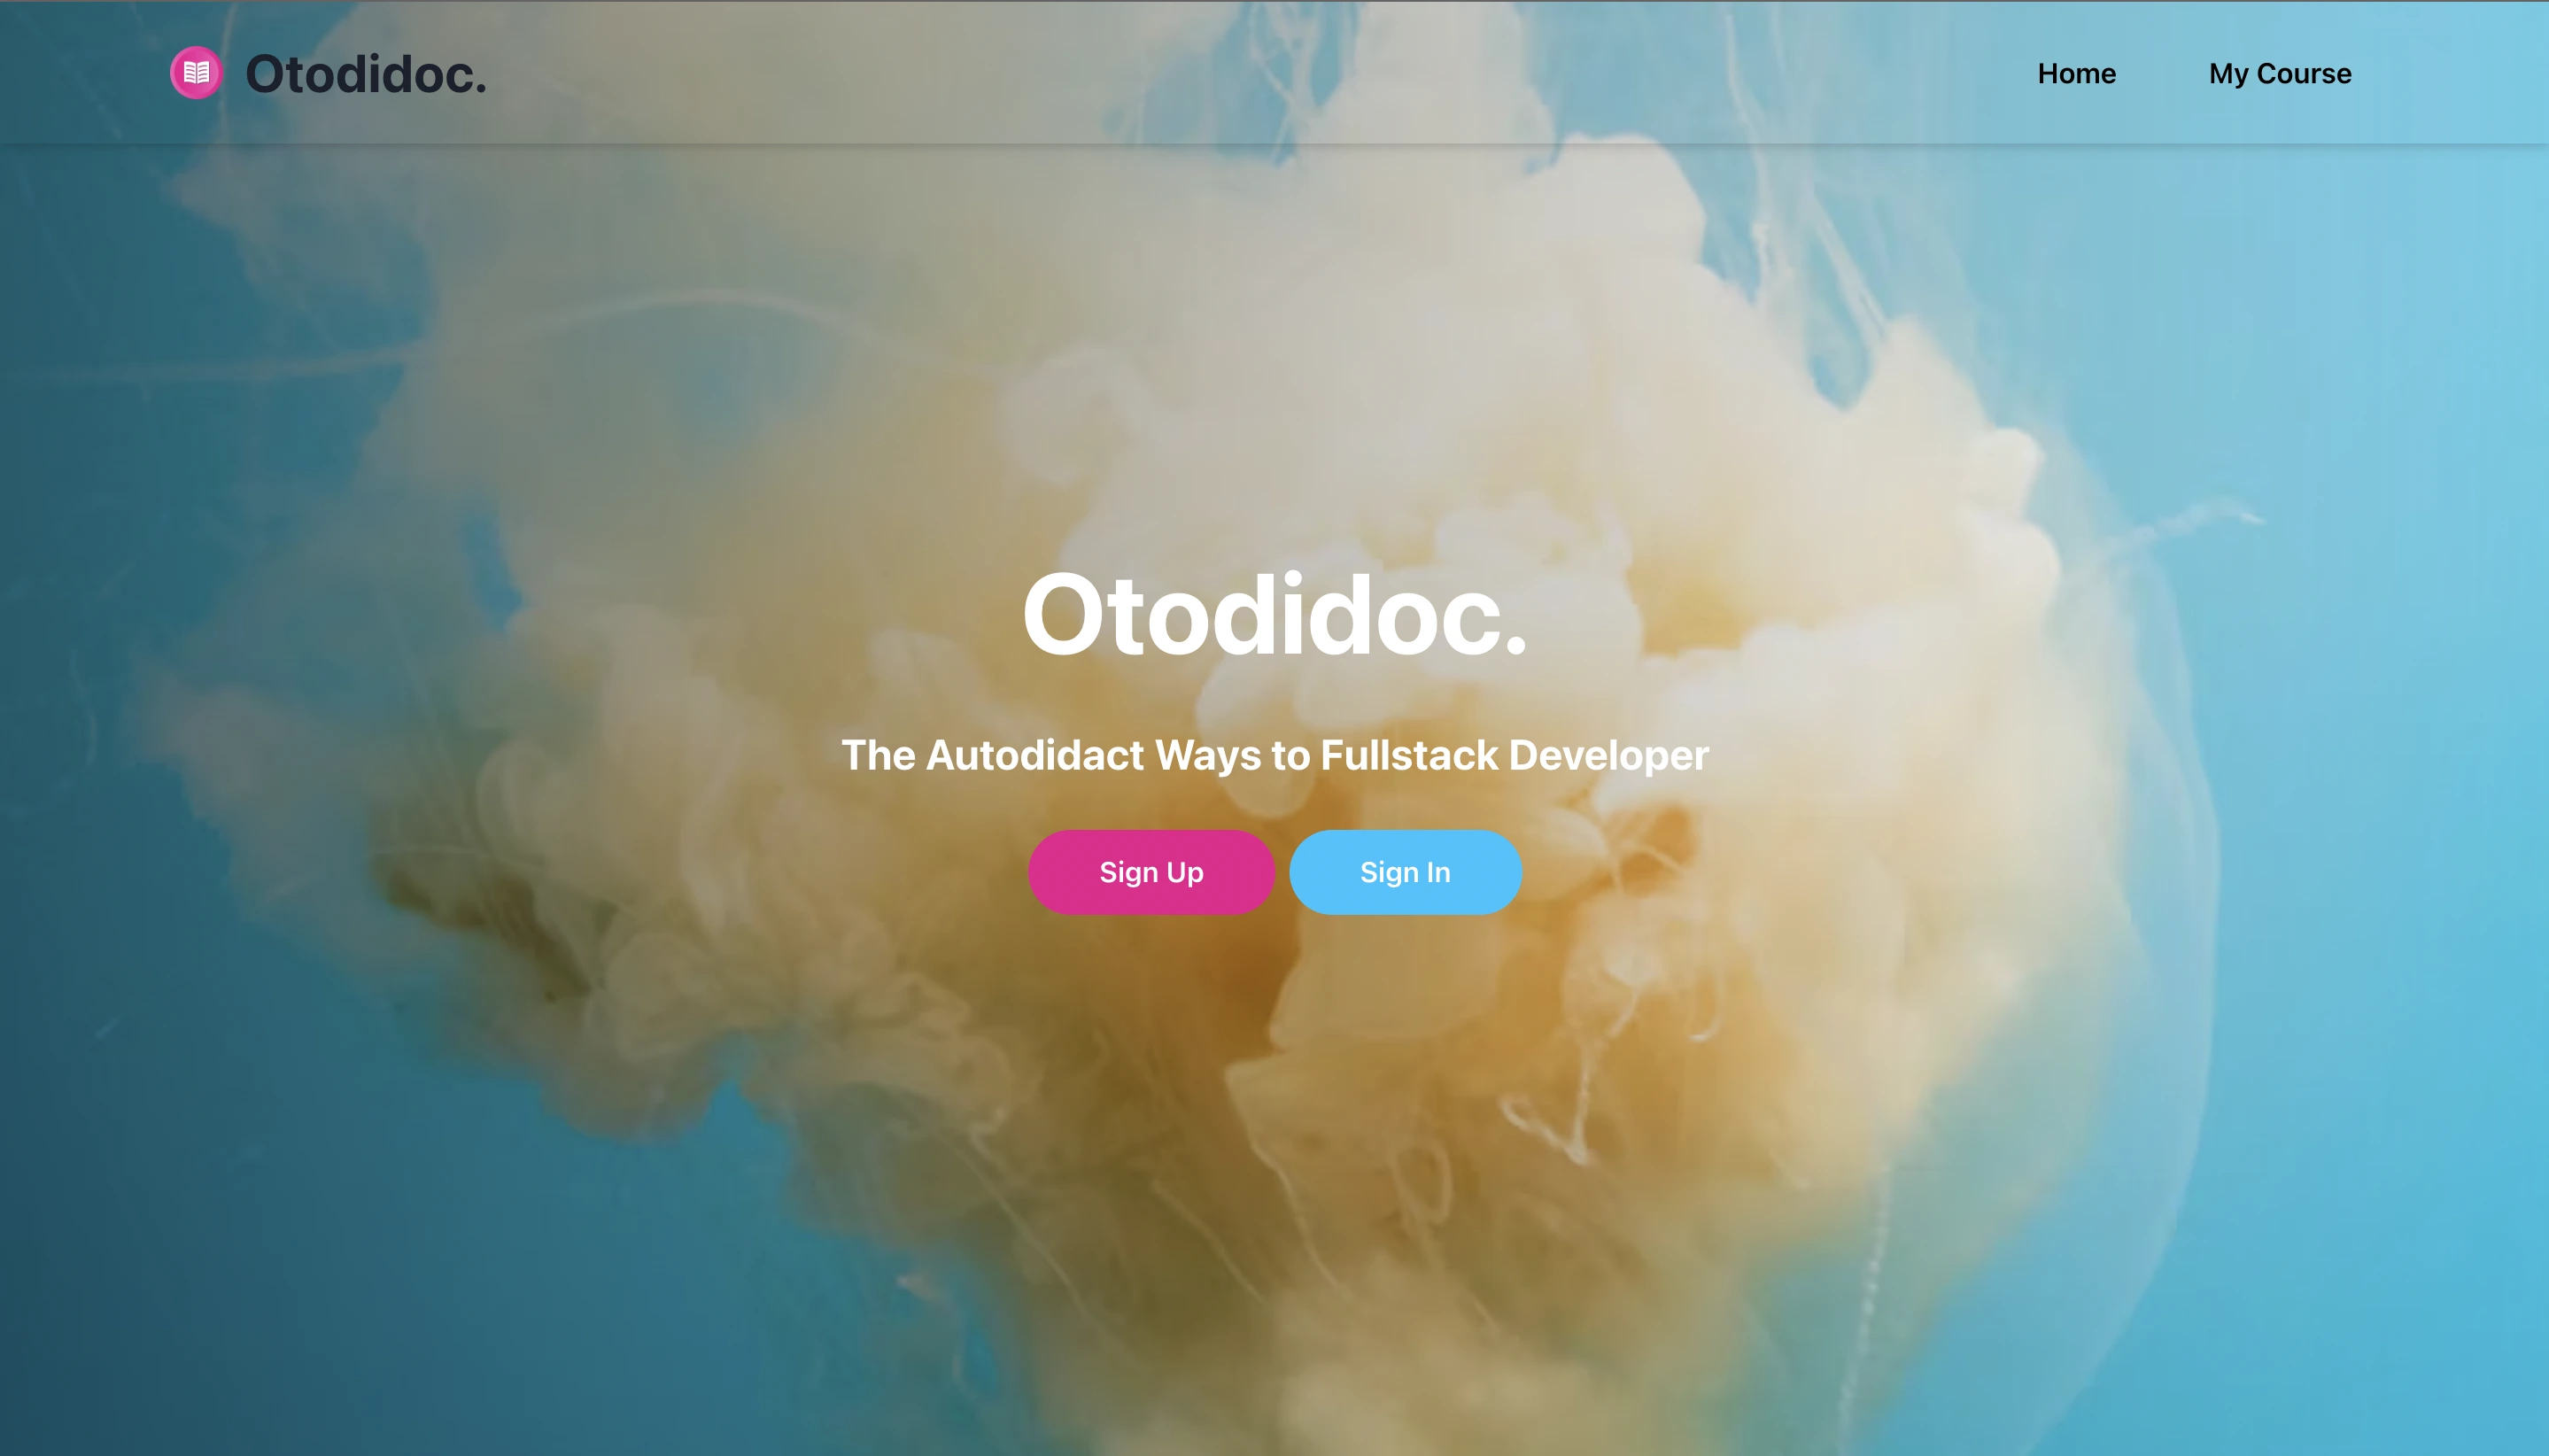 Otodidoc.
Home
My Course
Otodidoc.
The Autodidact Ways to Fullstack Developer
Sign Up
Sign In